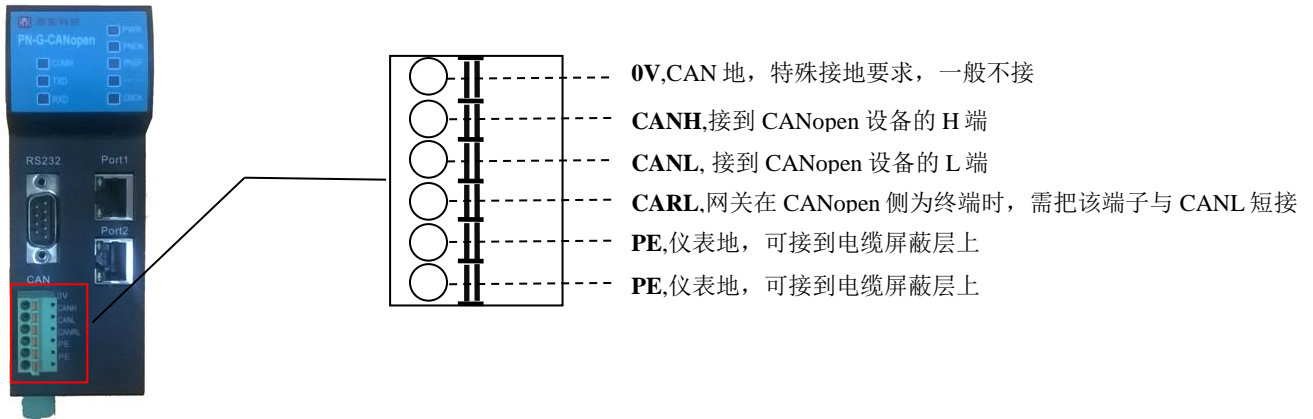 鼎实科技
PN-G-CANopen
PWR
PNOK
COMM
PNBF
TXD
RXD
CMOK
RS232
Port1
Port2
CAN
0V
CANH
CANL
CANRL
PE
PE
0V,CAN 地，特殊接地要求，一般不接
CANH,接到 CANopen 设备的 H 端
CANL, 接到 CANopen 设备的 L 端
CARL,网关在 CANopen 侧为终端时，需把该端子与 CANL 短接
PE,仪表地，可接到电缆屏蔽层上
PE,仪表地，可接到电缆屏蔽层上